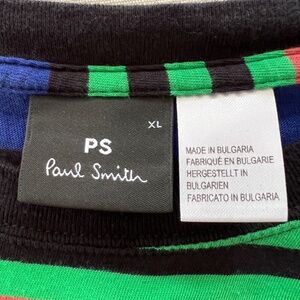 XL
PS
Paul Smith
MADE IN BULGARIA
FABRIQUÉ EN BULGARIE
HERGESTELLT IN
BULGARIEN
FABRICATO IN BULGARIA